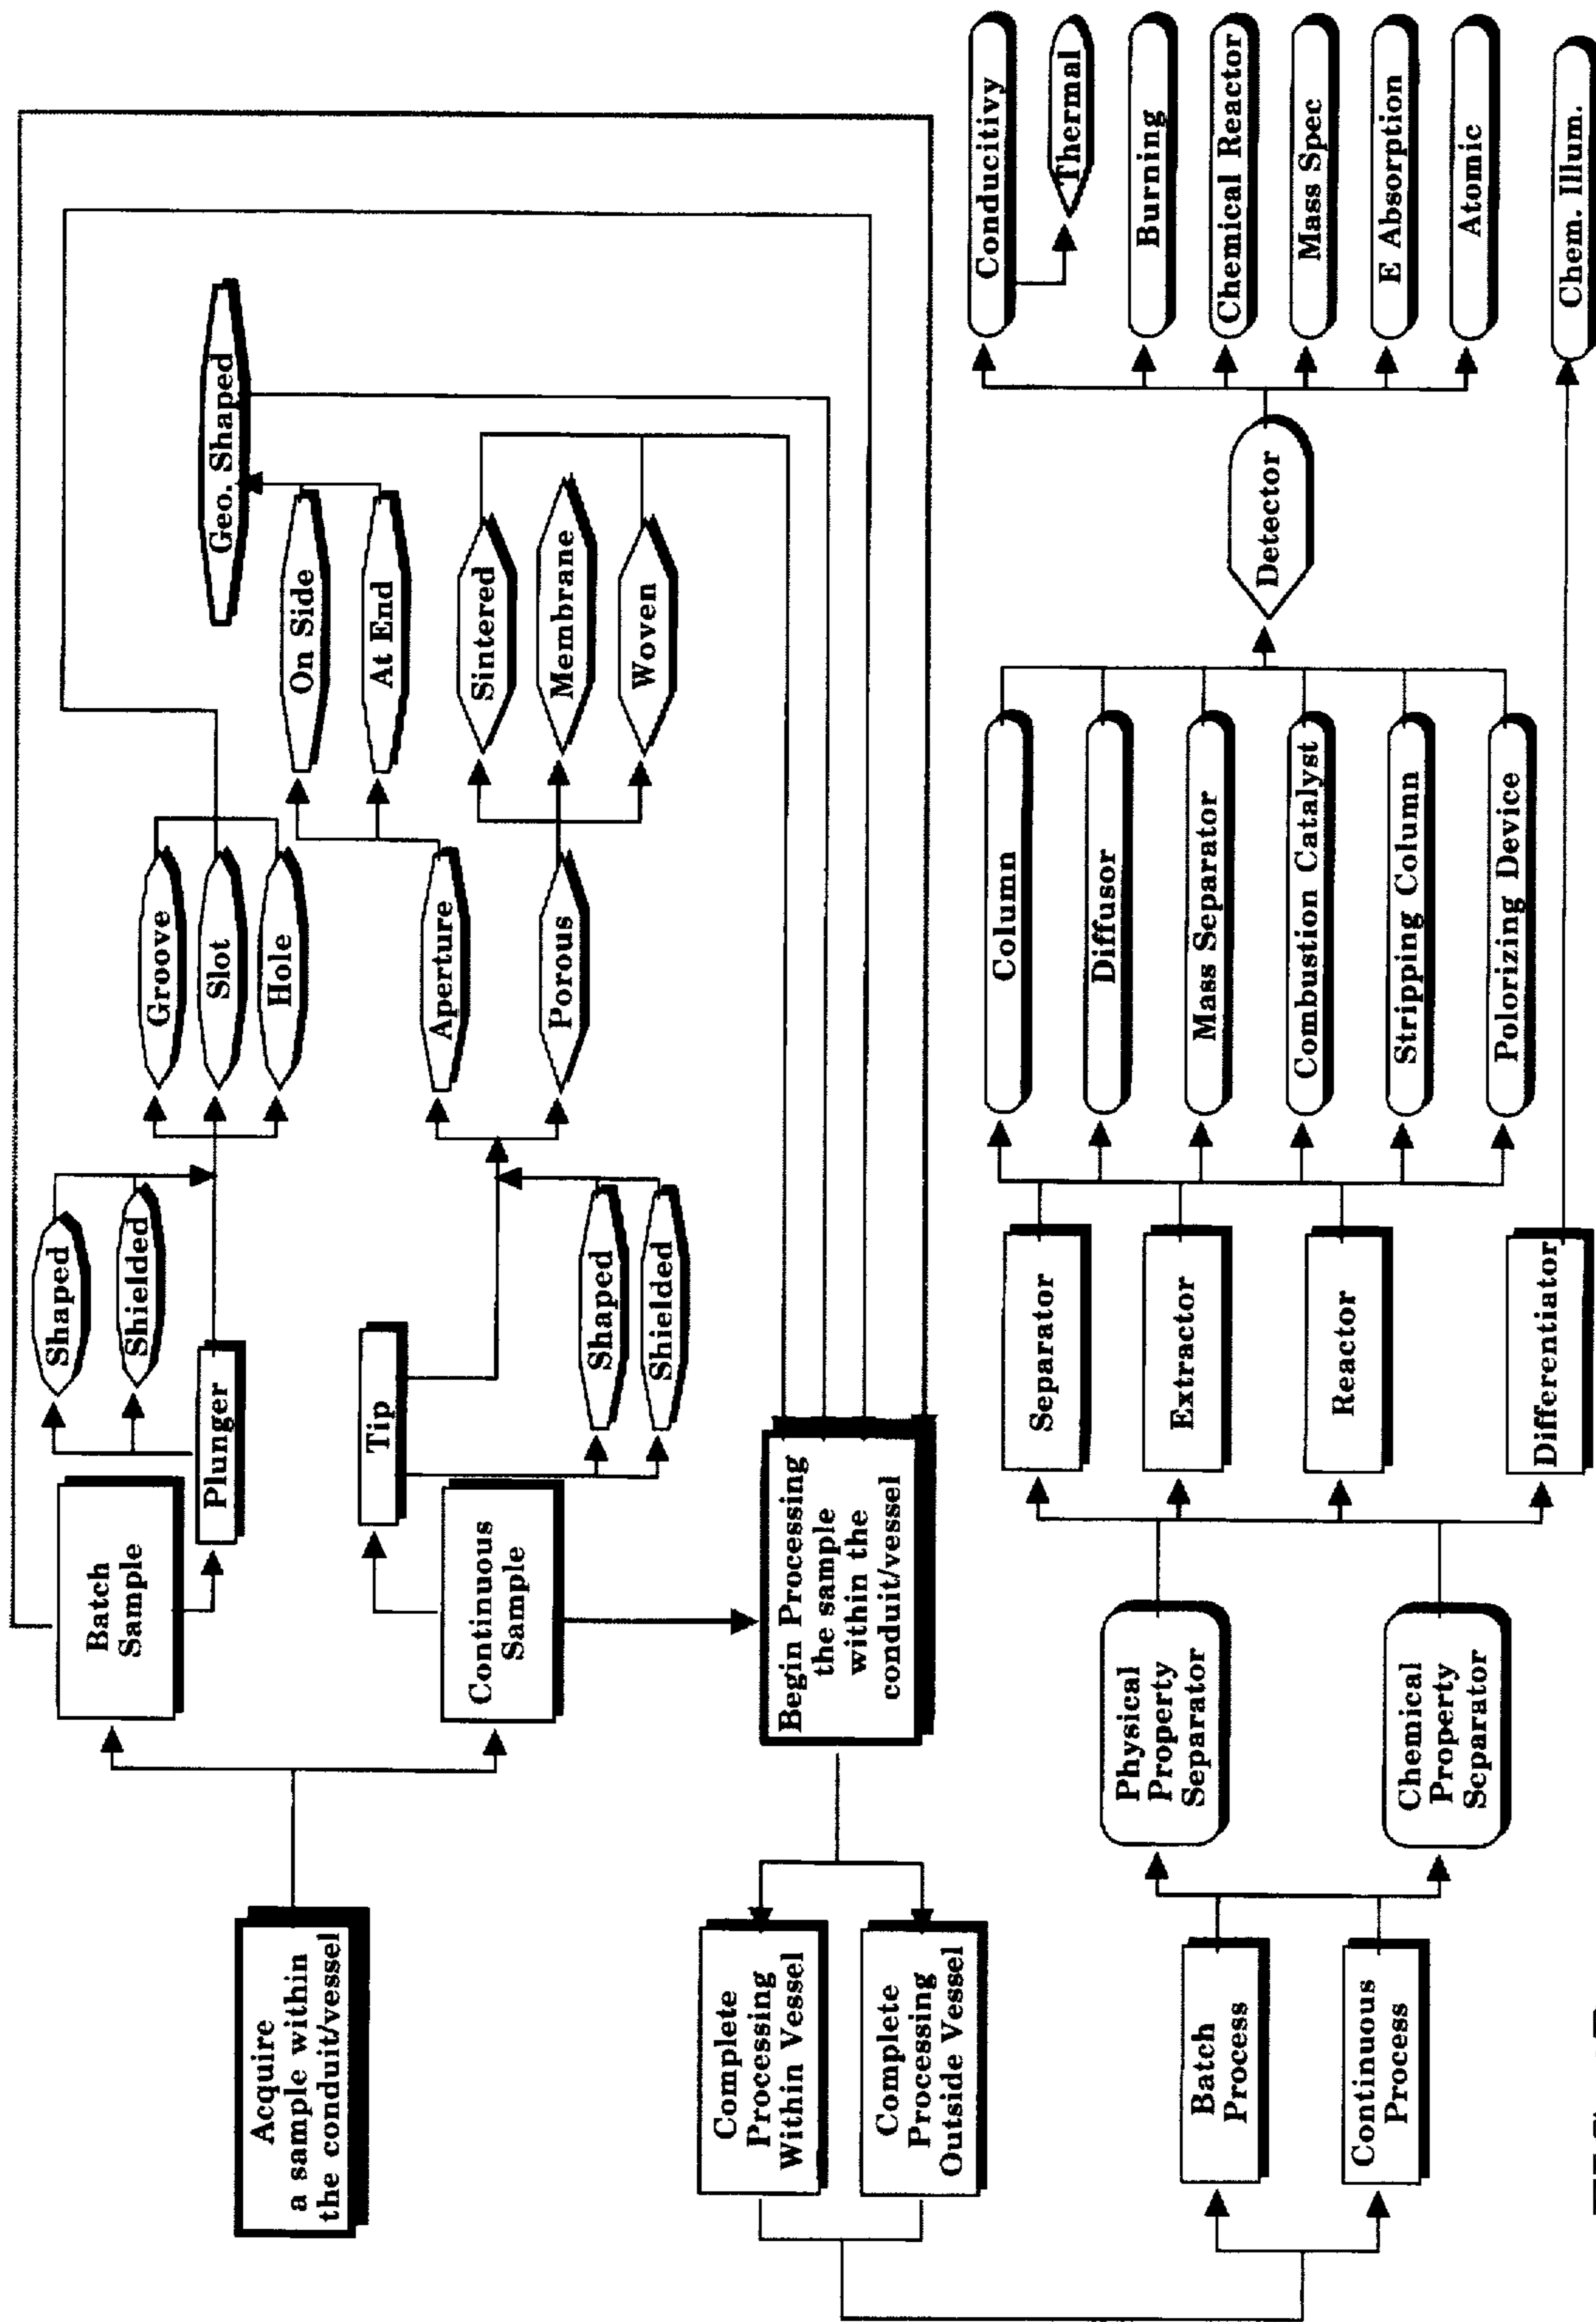 Acquire
a sample within
the conduit/vessel
Batch
Sample
Continuous
Sample
Plunger
Shaped
Shielded
Groove
Slot
Hole
Tip
Shaped
Shielded
Aperture
Porous
On Side
At End
Geo. Shaped
Sintered
Membrane
Woven
Begin Processing
the sample
within the
conduit/vessel
Complete
Processing
Within Vessel
Complete
Processing
Outside Vessel
Batch
Process
Continuous
Process
Physical
Property
Separator
Chemical
Property
Separator
Separator
Extractor
Reactor
Differentiator
Column
Diffusor
Mass Separator
Combustion Catalyst
Stripping Column
Polorizing Device
Detector
Conducitivy
Thermal
Burning
Chemical Reactor
Mass Spec
E Absorption
Atomic
Chem. Illum.